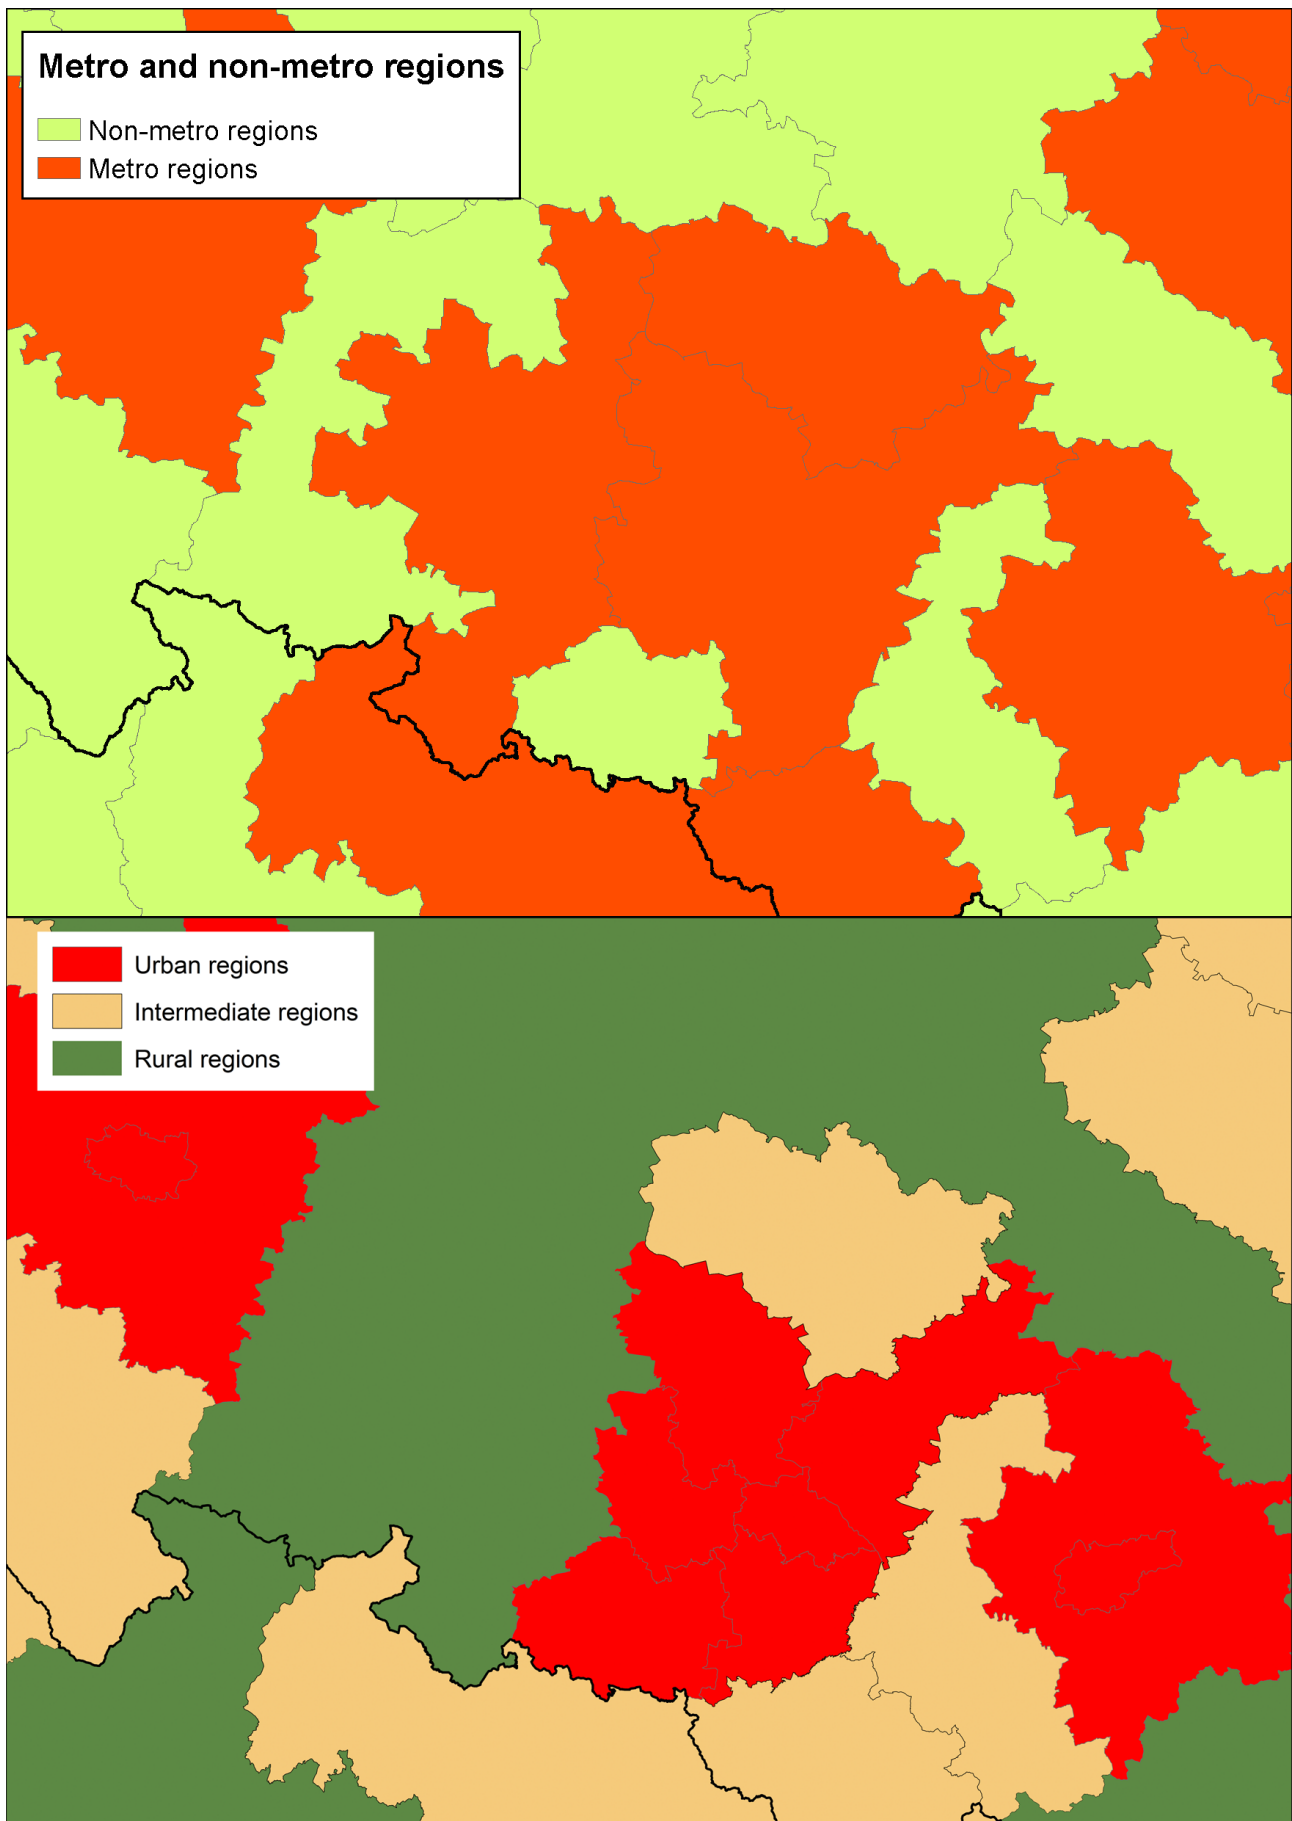 Metro and non-metro regions
Non-metro regions
Metro regions
Urban regions
Intermediate regions
Rural regions